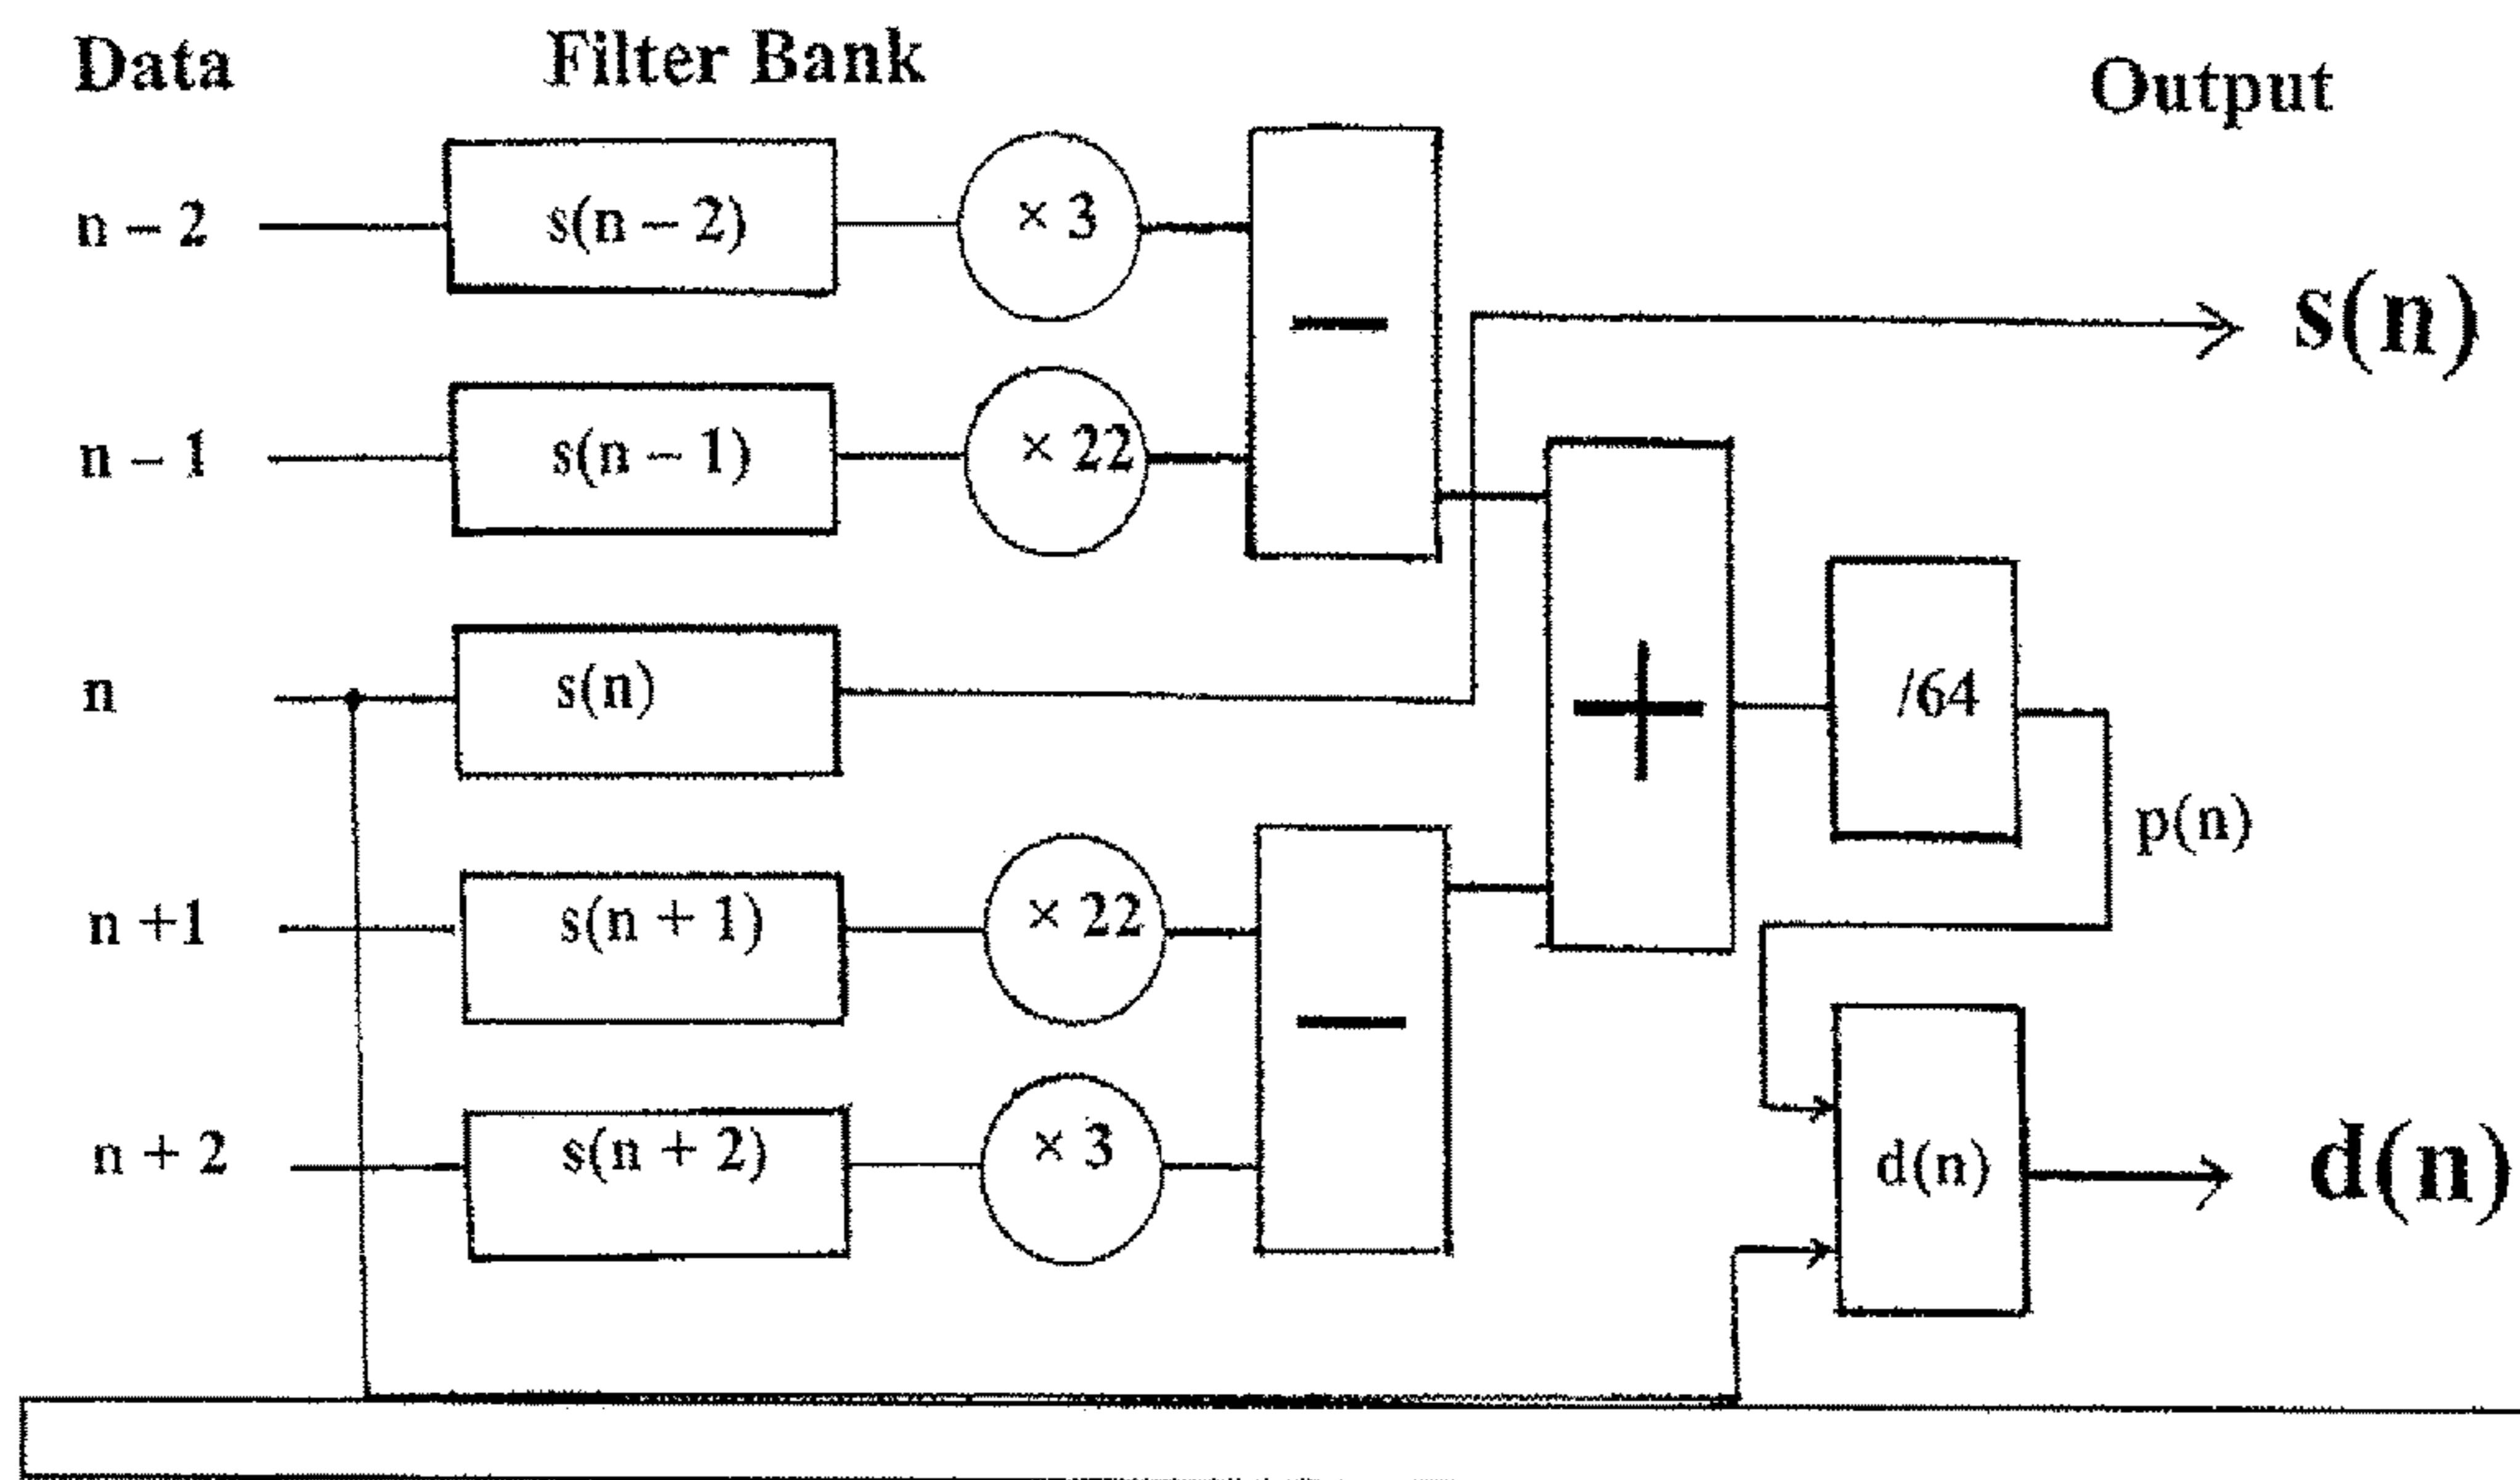 Data Filter Bank Output
n – 2 s(n – 2) × 3
–
s(n)
n – 1 s(n – 1) × 22
n s(n) + /64
p(n)
n +1 s(n + 1) × 22
–
n + 2 s(n + 2) × 3 d(n) d(n)